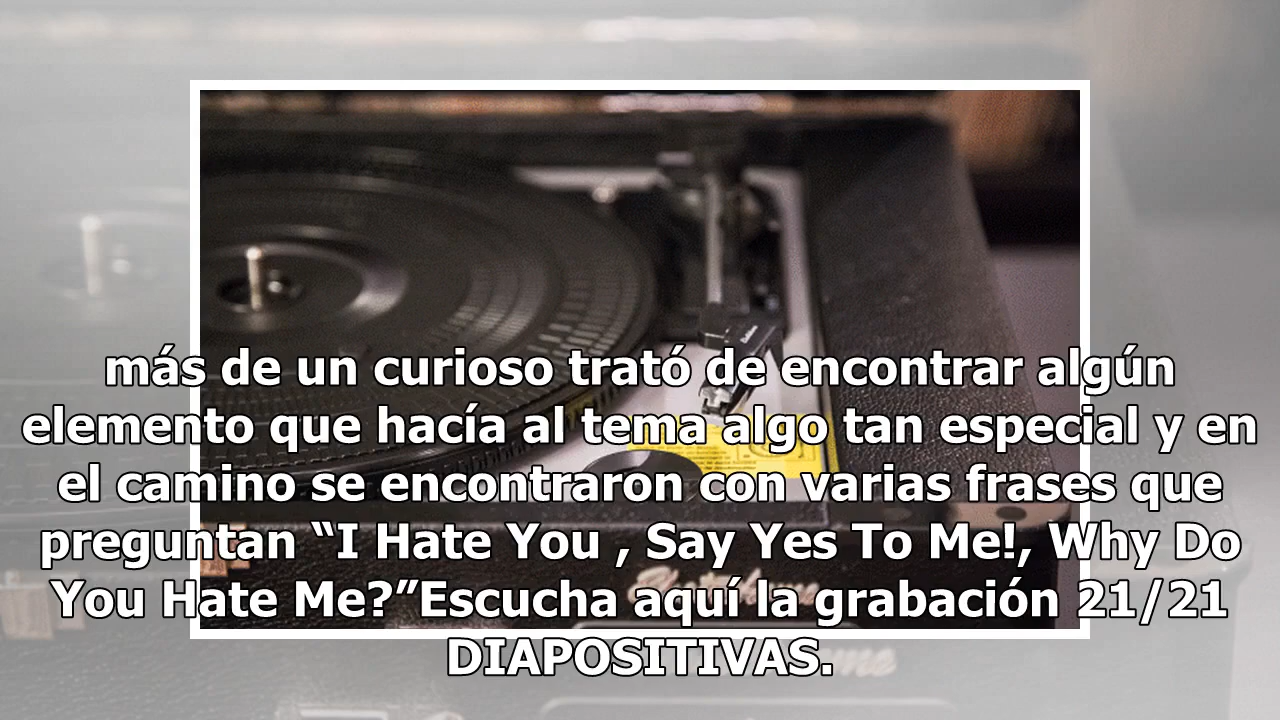 más de un curioso trató de encontrar algún
elemento que hacía al tema algo tan especial y en
el camino se encontraron con varias frases que
preguntan “I Hate You , Say Yes To Me!, Why Do
You Hate Me?”Escucha aquí la grabación 21/21
DIAPOSITIVAS.